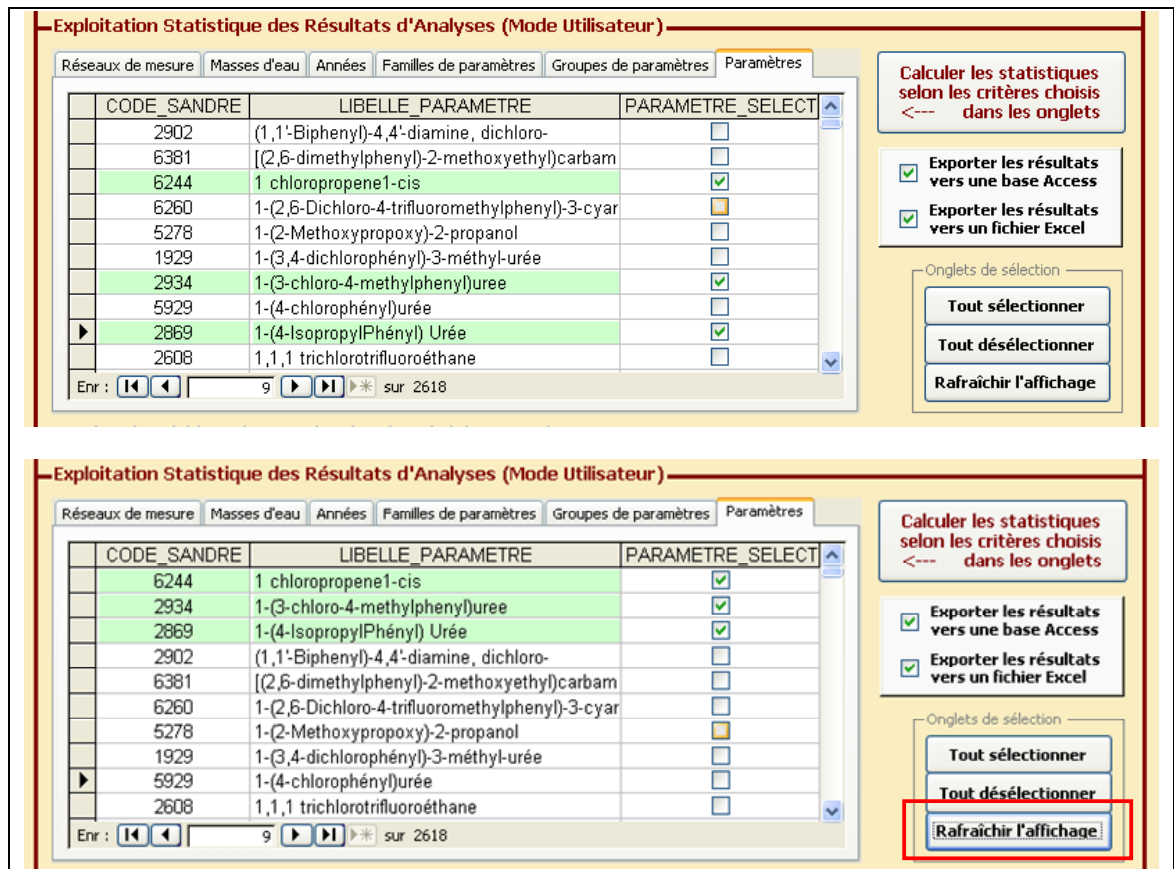 Exploitation Statistique des Résultats d'Analyses (Mode Utilisateur)
Réseaux de mesure Masses d'eau Années Familles de paramètres Groupes de paramètres Paramètres
CODE_SANDRE LIBELLE_PARAMETRE PARAMETRE_SELECT
2902 (1,1'-Biphenyl)-4,4'-diamine, dichloro-
6381 [(2,6-dimethylphenyl)-2-methoxyethyl)carbam
6244 1 chloropropene1-cis
6260 1-(2,6-Dichloro-4-trifluoromethylphenyl)-3-cyar
5278 1-(2-Methoxypropoxy)-2-propanol
1929 1-(3,4-dichlorophényl)-3-méthyl-urée
2934 1-(3-chloro-4-methylphenyl)uree
5929 1-(4-chlorophényl)urée
2869 1-(4-IsopropylPhényl) Urée
2608 1,1,1 trichlorotrifluoroéthane
Enr : 9 sur 2618
Calculer les statistiques
selon les critères choisis
<--- dans les onglets
Exporter les résultats
vers une base Access
Exporter les résultats
vers un fichier Excel
Onglets de sélection
Tout sélectionner
Tout désélectionner
Rafraîchir l'affichage
Exploitation Statistique des Résultats d'Analyses (Mode Utilisateur)
Réseaux de mesure Masses d'eau Années Familles de paramètres Groupes de paramètres Paramètres
CODE_SANDRE LIBELLE_PARAMETRE PARAMETRE_SELECT
6244 1 chloropropene1-cis
2934 1-(3-chloro-4-methylphenyl)uree
2869 1-(4-IsopropylPhényl) Urée
2902 (1,1'-Biphenyl)-4,4'-diamine, dichloro-
6381 [(2,6-dimethylphenyl)-2-methoxyethyl)carbam
6260 1-(2,6-Dichloro-4-trifluoromethylphenyl)-3-cyar
5278 1-(2-Methoxypropoxy)-2-propanol
1929 1-(3,4-dichlorophényl)-3-méthyl-urée
5929 1-(4-chlorophényl)urée
2608 1,1,1 trichlorotrifluoroéthane
Enr : 9 sur 2618
Calculer les statistiques
selon les critères choisis
<--- dans les onglets
Exporter les résultats
vers une base Access
Exporter les résultats
vers un fichier Excel
Onglets de sélection
Tout sélectionner
Tout désélectionner
Rafraîchir l'affichage